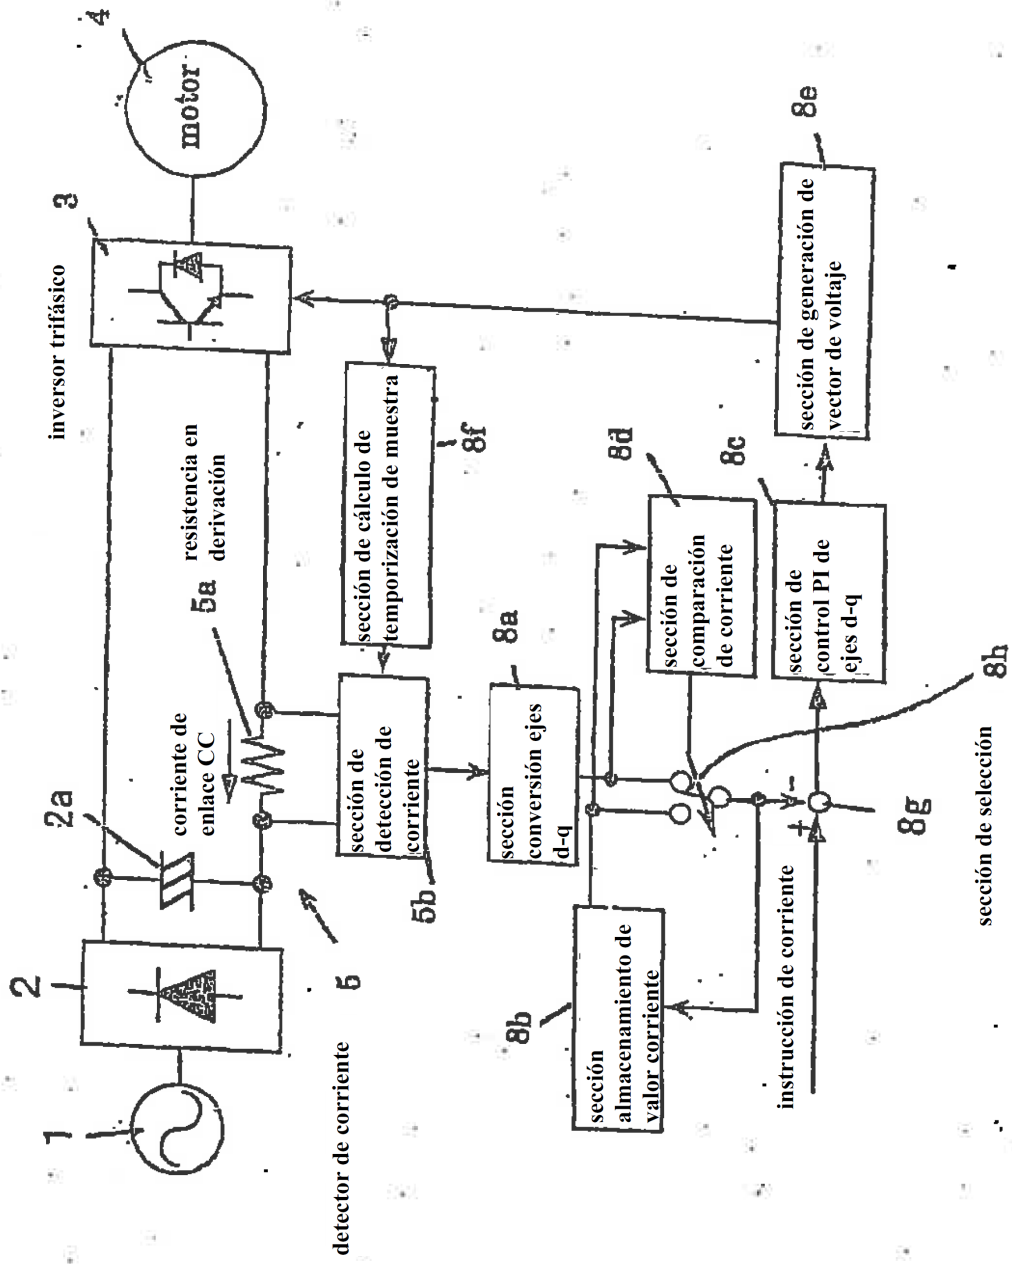 1
2
2a
3
4
motor
inversor trifásico
resistencia en
derivación
5a
corriente de
enlace CC
5
detector de corriente
sección de
detección de
corriente
5b
sección de cálculo de
temporización de muestra
8f
sección
conversión ejes
d-q
8a
sección
almacenamiento de
valor corriente
8b
sección de
comparación
de corriente
8d
sección de
control PI de
ejes d-q
8c
sección de generación de
vector de voltaje
8e
instrucción de corriente
+
-
8g
8h
sección de selección